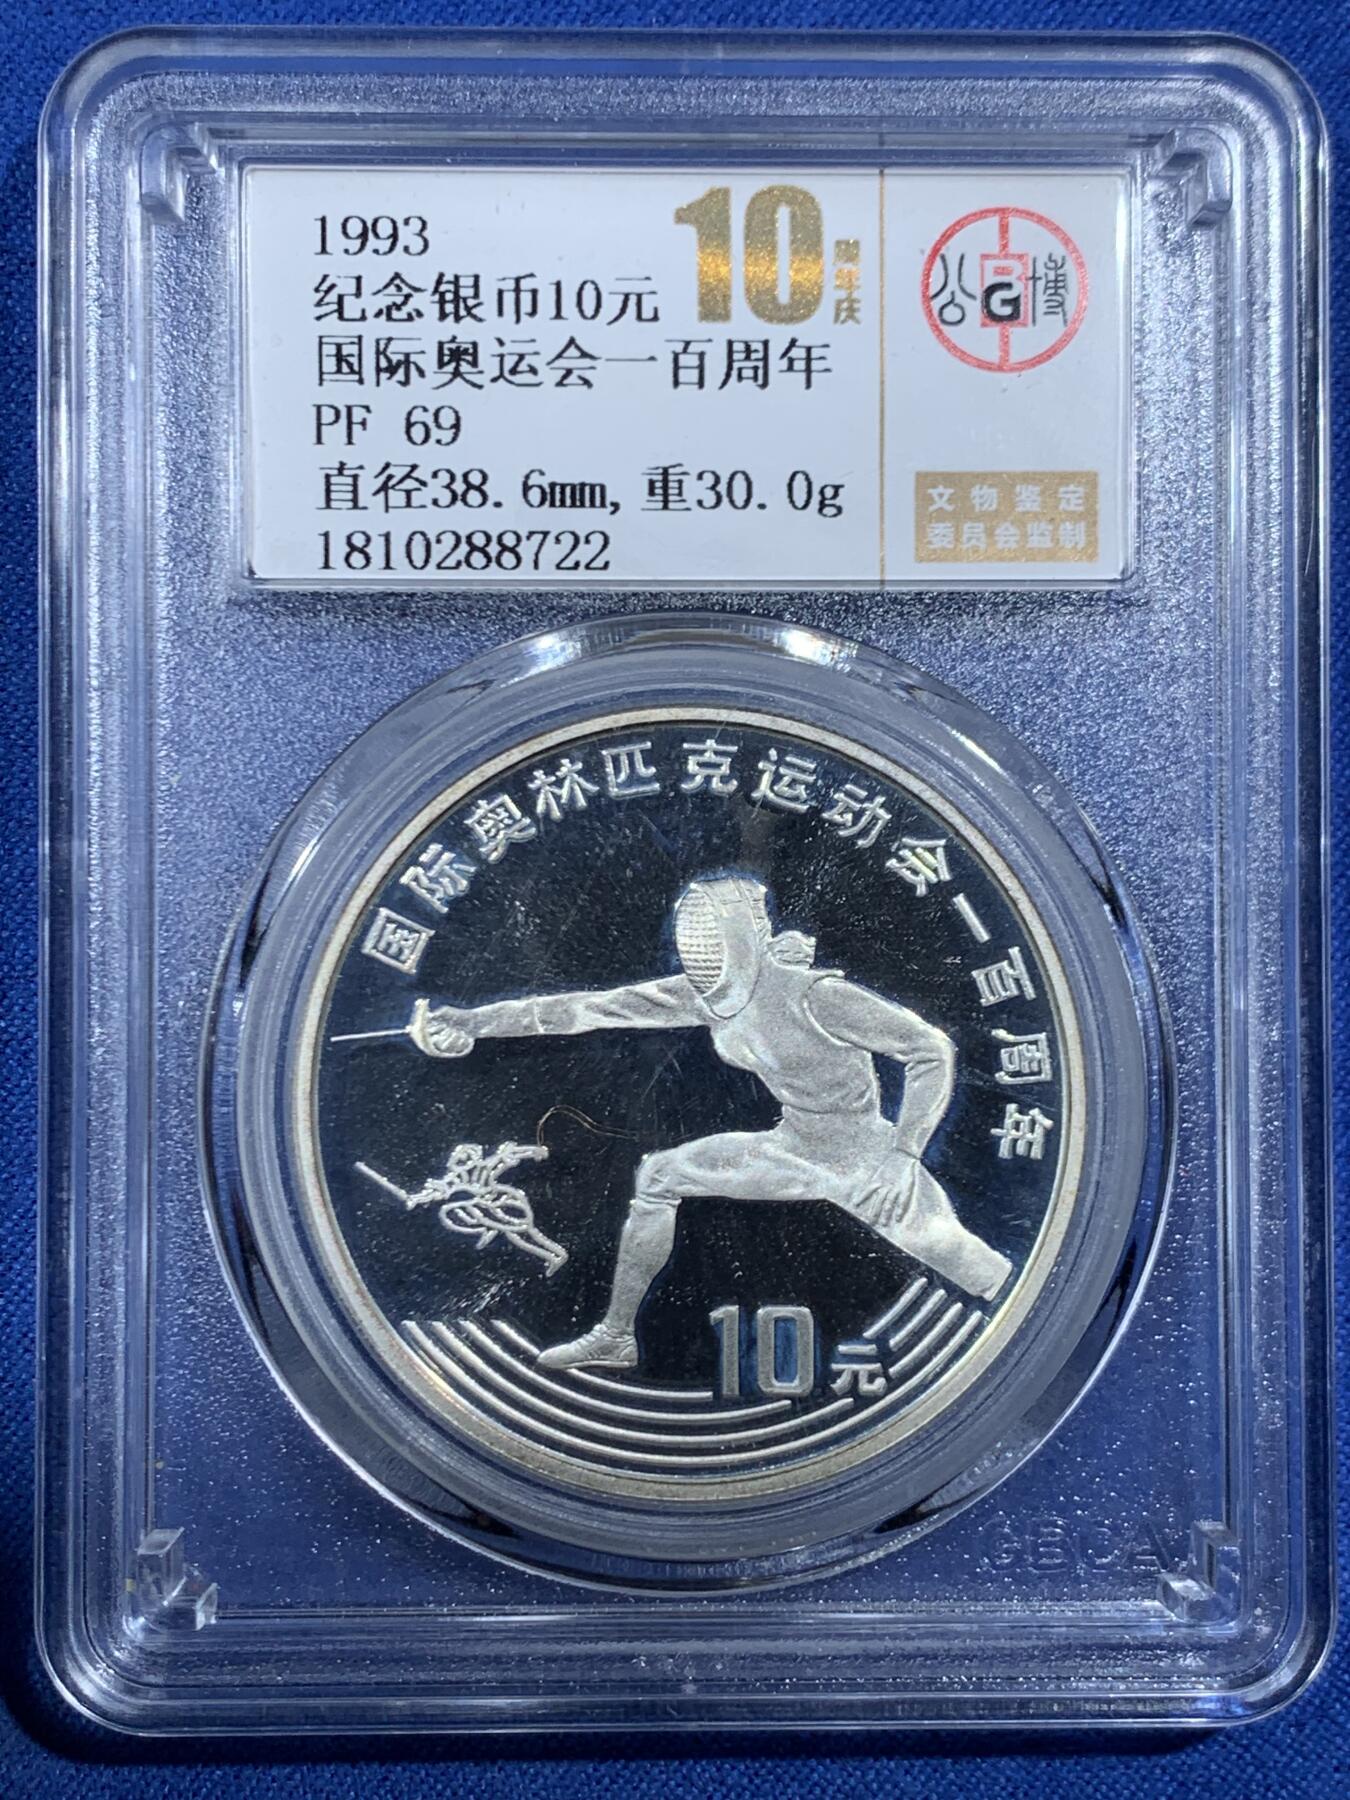 1993
纪念银币10元
国际奥运会一百周年
PF 69
直径38.6mm,重30.0g
1810288722
10周年庆
公博
G
文物鉴定
委员会监制
国际奥林匹克运动会一百周年
10元
GBCA